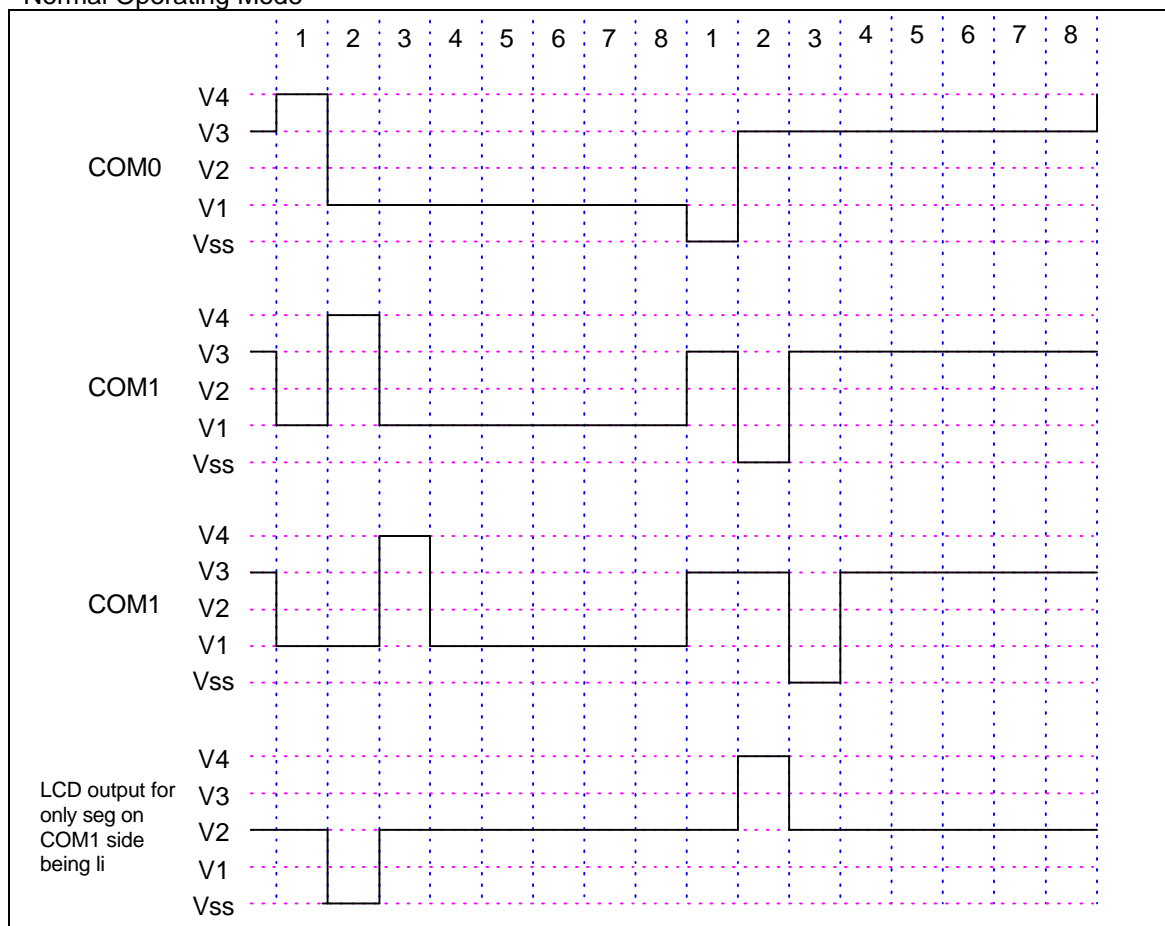 Normal Operating Mode
1 2 3 4 5 6 7 8 1 2 3 4 5 6 7 8
V4
V3
COM0 V2
V1
Vss
V4
V3
COM1 V2
V1
Vss
V4
V3
COM1 V2
V1
Vss
V4
LCD output for
only seg on
COM1 side
being li
V3
V2
V1
Vss